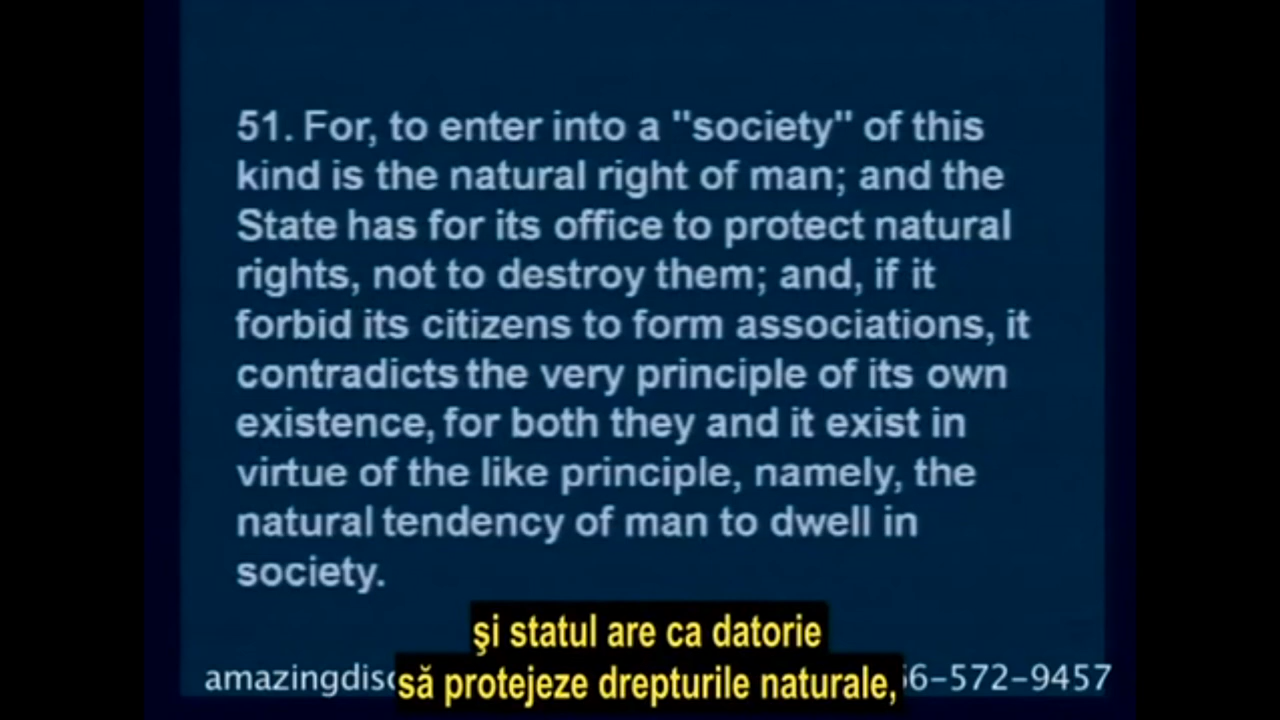 51. For, to enter into a "society" of this
kind is the natural right of man; and the
State has for its office to protect natural
rights, not to destroy them; and, if it
forbid its citizens to form associations, it
contradicts the very principle of its own
existence, for both they and it exist in
virtue of the like principle, namely, the
natural tendency of man to dwell in
society.
şi statul are ca datorie
să protejeze drepturile naturale,
6-572-9457